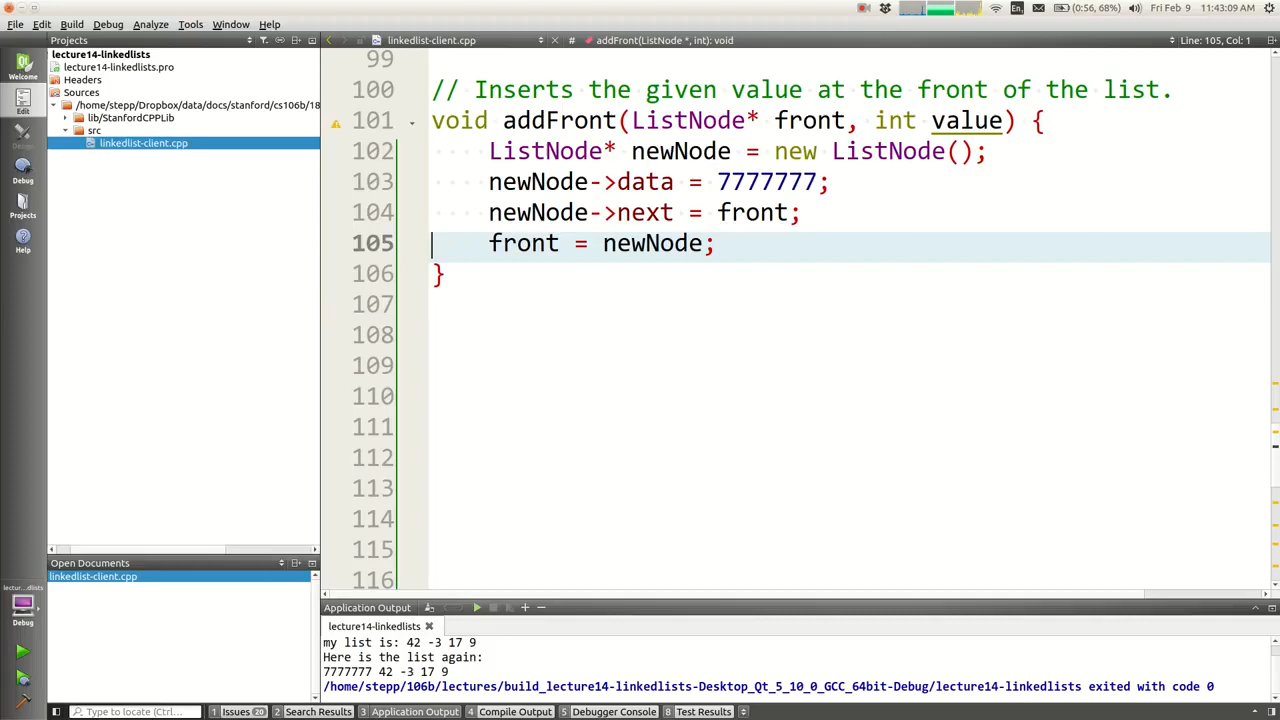 (0:56, 68%) Fri Feb 9 11:43:09 AM
En
File Edit Build Debug Analyze Tools Window Help
Projects
linkedlist-client.cpp
# addFront(ListNode *, int): void
Line: 105, Col: 1
Welcome
Edit
Design
Debug
Projects
Help
lecture14-linkedlists
lecture14-linkedlists.pro
Headers
Sources
/home/stepp/Dropbox/data/docs/stanford/cs106b/18
lib/StanfordCPPLib
src
linkedlist-client.cpp
99
100 // Inserts the given value at the front of the list.
101 void addFront(ListNode* front, int value) {
102 ListNode* newNode = new ListNode();
103 newNode->data = 7777777;
104 newNode->next = front;
105 front = newNode;
106 }
107
108
109
110
111
112
113
114
115
116
Open Documents
linkedlist-client.cpp
lectur...dlists
Debug
Application Output
lecture14-linkedlists
my list is: 42 -3 17 9
Here is the list again:
7777777 42 -3 17 9
/home/stepp/106b/lectures/build_lecture14-linkedlists-Desktop_Qt_5_10_0_GCC_64bit-Debug/lecture14-linkedlists exited with code 0
Type to locate (Ctrl...
1 Issues 20 2 Search Results 3 Application Output 4 Compile Output 5 Debugger Console 8 Test Results